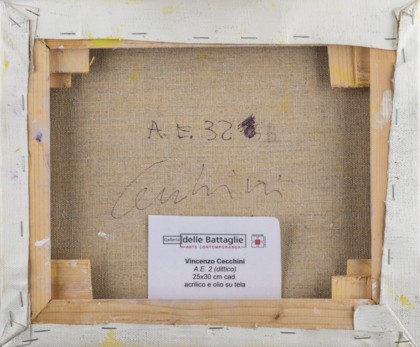 A.E. 32 B
Cecchini
Galleria delle Battaglie
ARTE CONTEMPORANEA
Vincenzo Cecchini
A.E. 2 (dittico)
25x30 cm cad.
acrilico e olio su tela